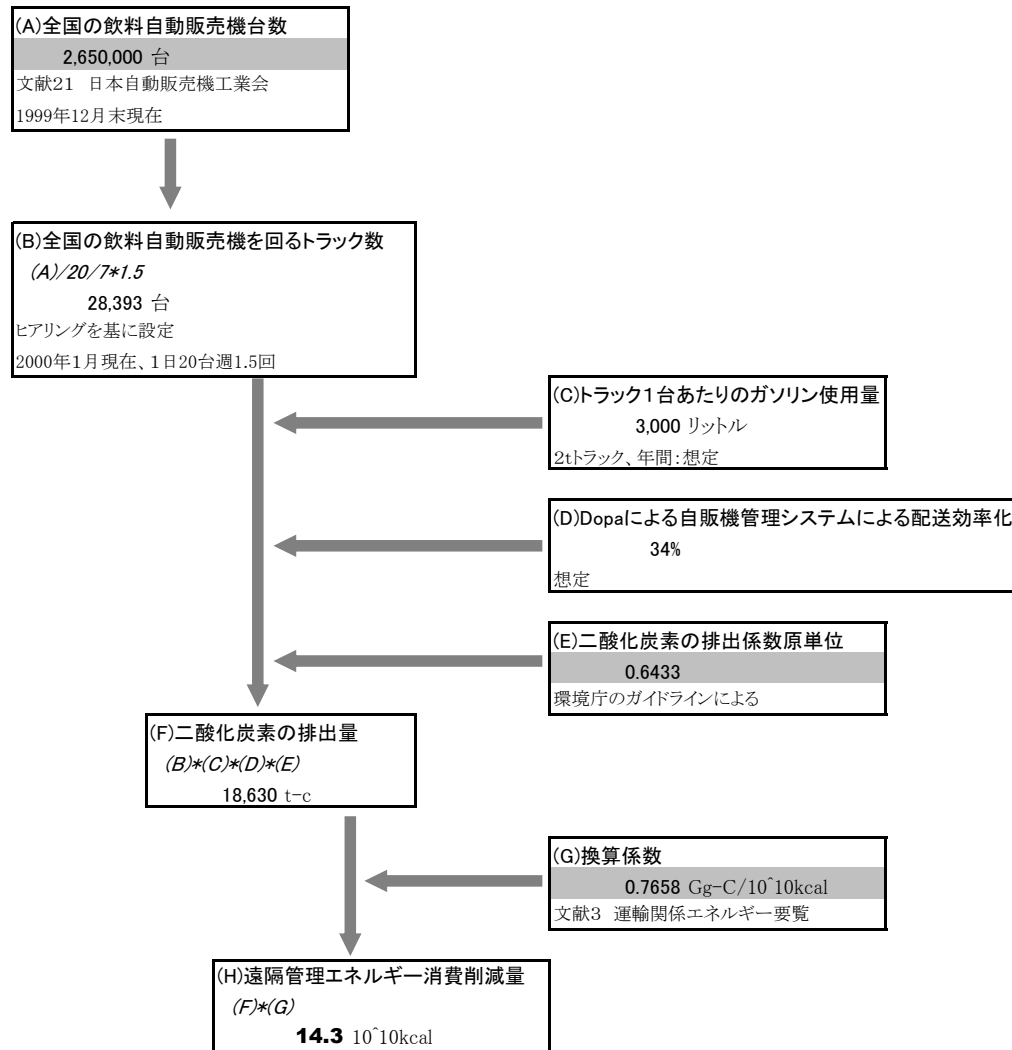 (A)全国の飲料自動販売機台数
2,650,000 台
文献21 日本自動販売機工業会
1999年12月末現在
(B)全国の飲料自動販売機を回るトラック数
(A)/20/7*1.5
28,393 台
ヒアリングを基に設定
2000年1月現在、1日20台週1.5回
(C)トラック1台あたりのガソリン使用量
3,000 リットル
2tトラック、年間:想定
(D)Dopaによる自販機管理システムによる配送効率化
34%
想定
(E)二酸化炭素の排出係数原単位
0.6433
環境庁のガイドラインによる
(F)二酸化炭素の排出量
(B)*(C)*(D)*(E)
18,630 t-c
(G)換算係数
0.7658 Gg-C/10^10kcal
文献3 運輸関係エネルギー要覧
(H)遠隔管理エネルギー消費削減量
(F)*(G)
14.3 10^10kcal